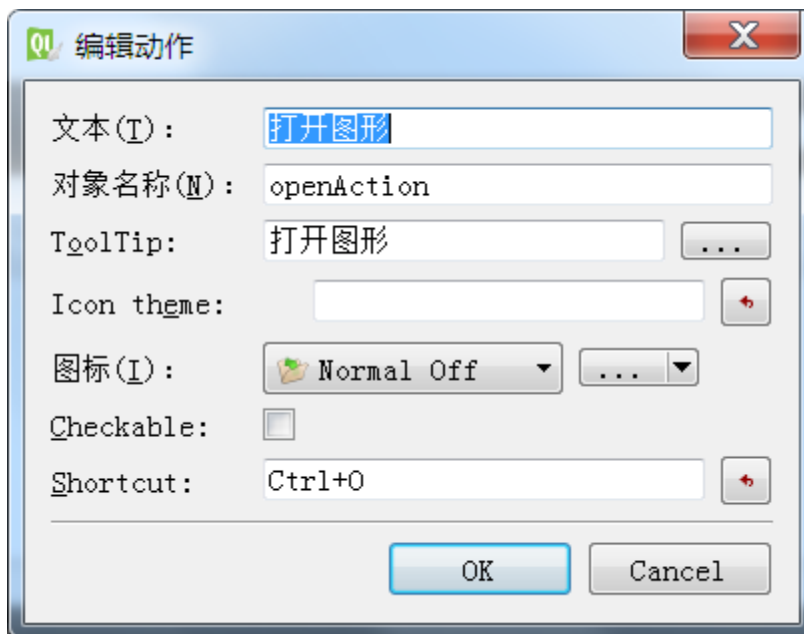 编辑动作
文本(T): 打开图形
对象名称(N): openAction
ToolTip: 打开图形 ...
Icon theme:
图标(I): Normal Off ...
Checkable:
Shortcut: Ctrl+O
OK Cancel